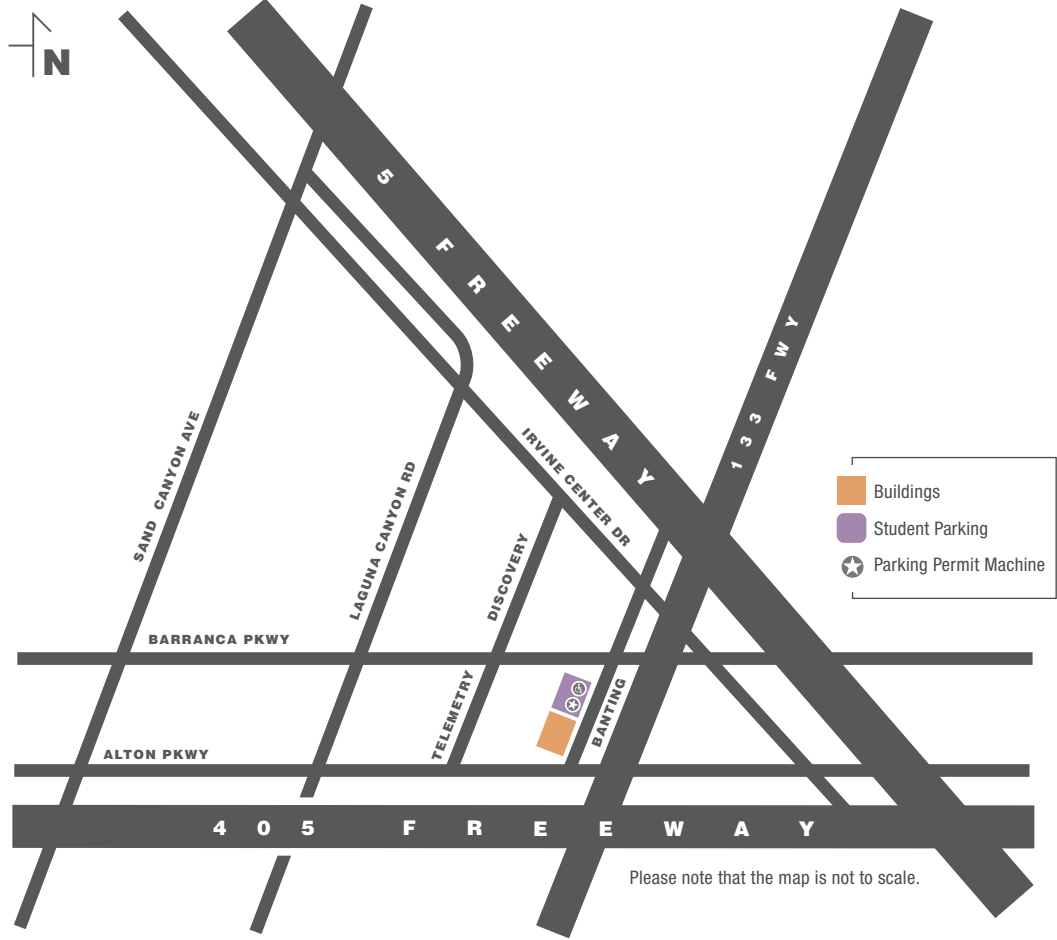 N
5 FREEWAY
133 FWY
SAND CANYON AVE
LAGUNA CANYON RD
IRVINE CENTER DR
DISCOVERY
Buildings
Student Parking
Parking Permit Machine
BARRANCA PKWY
TELEMETRY
BANTING
ALTON PKWY
405 FREEWAY
Please note that the map is not to scale.